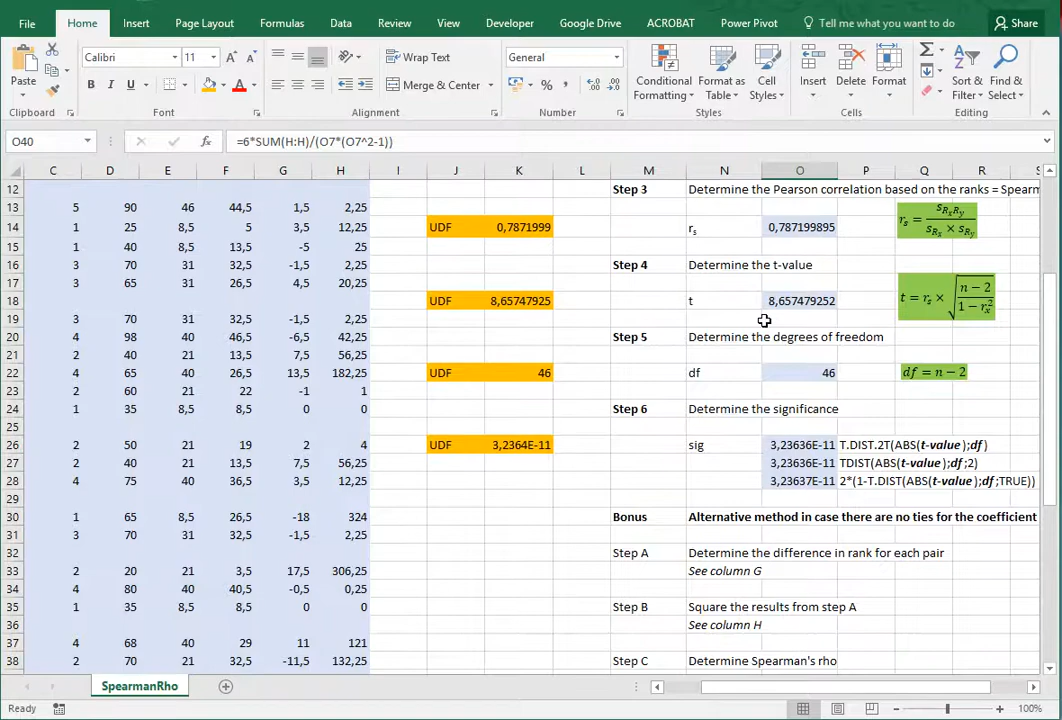 File Home Insert Page Layout Formulas Data Review View Developer Google Drive ACROBAT Power Pivot Tell me what you want to do Share
Calibri 11 A A Wrap Text General
Paste B I U A Merge & Center % Conditional Formatting Format as Table Cell Styles Insert Delete Format Sort & Filter Find & Select
Clipboard Font Alignment Number Styles Cells Editing
O40 fx =6*SUM(H:H)/(O7*(O7^2-1))
C D E F G H I J K L M N O P Q R S
12 Step 3 Determine the Pearson correlation based on the ranks = Spearm
13 5 90 46 44,5 1,5 2,25
14 1 25 8,5 5 3,5 12,25 UDF 0,7871999 rs 0,787199895 rs = sRxRy / sRx × sRy
15 1 40 8,5 13,5 -5 25
16 3 70 31 32,5 -1,5 2,25 Step 4 Determine the t-value
17 3 65 31 26,5 4,5 20,25
18 UDF 8,65747925 t 8,657479252 t = rs × √ n − 2 / 1 − rx²
19 3 70 31 32,5 -1,5 2,25
20 4 98 40 46,5 -6,5 42,25 Step 5 Determine the degrees of freedom
21 2 40 21 13,5 7,5 56,25
22 4 65 40 26,5 13,5 182,25 UDF 46 df 46 df = n − 2
23 2 60 21 22 -1 1
24 1 35 8,5 8,5 0 0 Step 6 Determine the significance
25
26 2 50 21 19 2 4 UDF 3,2364E-11 sig 3,23636E-11 T.DIST.2T(ABS(t-value);df)
27 2 40 21 13,5 7,5 56,25 3,23636E-11 TDIST(ABS(t-value);df;2)
28 4 75 40 36,5 3,5 12,25 3,23637E-11 2*(1-T.DIST(ABS(t-value);df;TRUE))
29
30 1 65 8,5 26,5 -18 324 Bonus Alternative method in case there are no ties for the coefficient
31 3 70 31 32,5 -1,5 2,25
32 Step A Determine the difference in rank for each pair
33 2 20 21 3,5 17,5 306,25 See column G
34 4 80 40 40,5 -0,5 0,25
35 1 35 8,5 8,5 0 0 Step B Square the results from step A
36 See column H
37 4 68 40 29 11 121
38 2 70 21 32,5 -11,5 132,25 Step C Determine Spearman's rho
SpearmanRho
Ready 100%